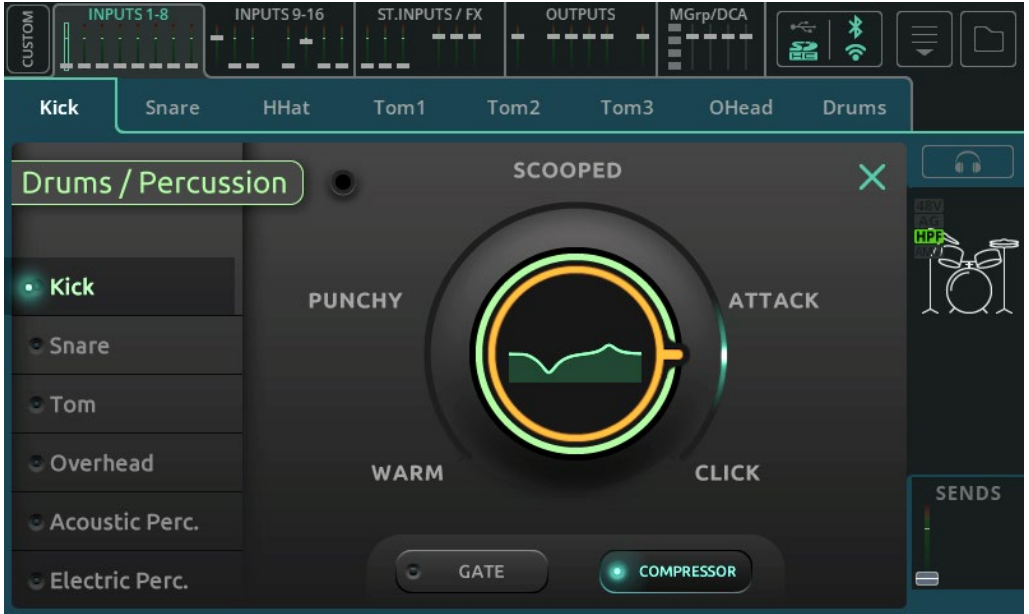 CUSTOM
INPUTS 1-8
INPUTS 9-16
ST.INPUTS / FX
OUTPUTS
MGrp/DCA
Kick
Snare
HHat
Tom1
Tom2
Tom3
OHead
Drums
Drums / Percussion
SCOOPED
48V
AG
HPF
Kick
PUNCHY
ATTACK
Snare
Tom
Overhead
WARM
CLICK
Acoustic Perc.
SENDS
Electric Perc.
GATE
COMPRESSOR